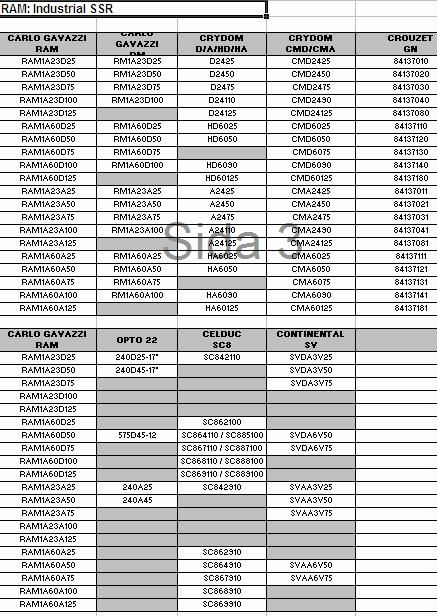 RAM: Industrial SSR
CARLO GAVAZZI RAM CARLO GAVAZZI RM CRYDOM D/A/HD/HA CRYDOM CMD/CMA CROUZET GN
RAM1A23D25 RM1A23D25 D2425 CMD2425 84137010
RAM1A23D50 RM1A23D50 D2450 CMD2450 84137020
RAM1A23D75 RM1A23D75 D2475 CMD2475 84137030
RAM1A23D100 RM1A23D100 D24110 CMD2490 84137040
RAM1A23D125 D24125 CMD24125 84137080
RAM1A60D25 RM1A60D25 HD6025 CMD6025 84137110
RAM1A60D50 RM1A60D50 HD6050 CMD6050 84137120
RAM1A60D75 RM1A60D75 CMD6075 84137130
RAM1A60D100 RM1A60D100 HD6090 CMD6090 84137140
RAM1A60D125 HD60125 CMD60125 84137180
RAM1A23A25 RM1A23A25 A2425 CMA2425 84137011
RAM1A23A50 RM1A23A50 A2450 CMA2450 84137021
RAM1A23A75 RM1A23A75 A2475 CMA2475 84137031
RAM1A23A100 RM1A23A100 A24110 CMA2490 84137041
RAM1A23A125 A24125 CMA24125 84137081
Sida 3
RAM1A60A25 RM1A60A25 HA6025 CMA6025 84137111
RAM1A60A50 RM1A60A50 HA6050 CMA6050 84137121
RAM1A60A75 RM1A60A75 CMA6075 84137131
RAM1A60A100 RM1A60A100 HA6090 CMA6090 84137141
RAM1A60A125 HA60125 CMA60125 84137181
CARLO GAVAZZI RAM OPTO 22 CELDUC SC8 CONTINENTAL SV
RAM1A23D25 240D25-17* SC842110 SVDA3V25
RAM1A23D50 240D45-17* SVDA3V50
RAM1A23D75 SVDA3V75
RAM1A23D100
RAM1A23D125
RAM1A60D25 SC862100
RAM1A60D50 575D45-12 SC864110 / SC885100 SVDA6V50
RAM1A60D75 SC867110 / SC887100 SVDA6V75
RAM1A60D100 SC868110 / SC888100
RAM1A60D125 SC869110 / SC889100
RAM1A23A25 240A25 SC842910 SVAA3V25
RAM1A23A50 240A45 SVAA3V50
RAM1A23A75 SVAA3V75
RAM1A23A100
RAM1A23A125
RAM1A60A25 SC862910
RAM1A60A50 SC864910 SVAA6V50
RAM1A60A75 SC867910 SVAA6V75
RAM1A60A100 SC868910
RAM1A60A125 SC869910